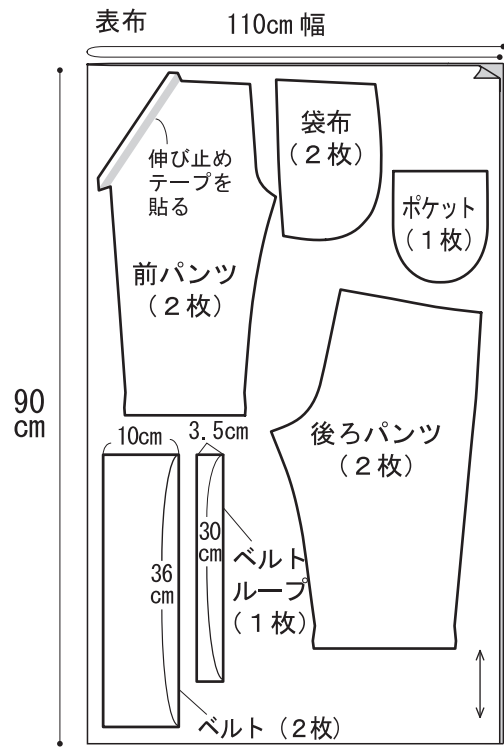 表布
110cm 幅
伸び止め
テープを
貼る
袋布
（２枚）
ポケット
（１枚）
前パンツ
（２枚）
90
cm
後ろパンツ
（２枚）
10cm
3.5cm
36
cm
30
cm
ベルト
ループ
（１枚）
ベルト（２枚）